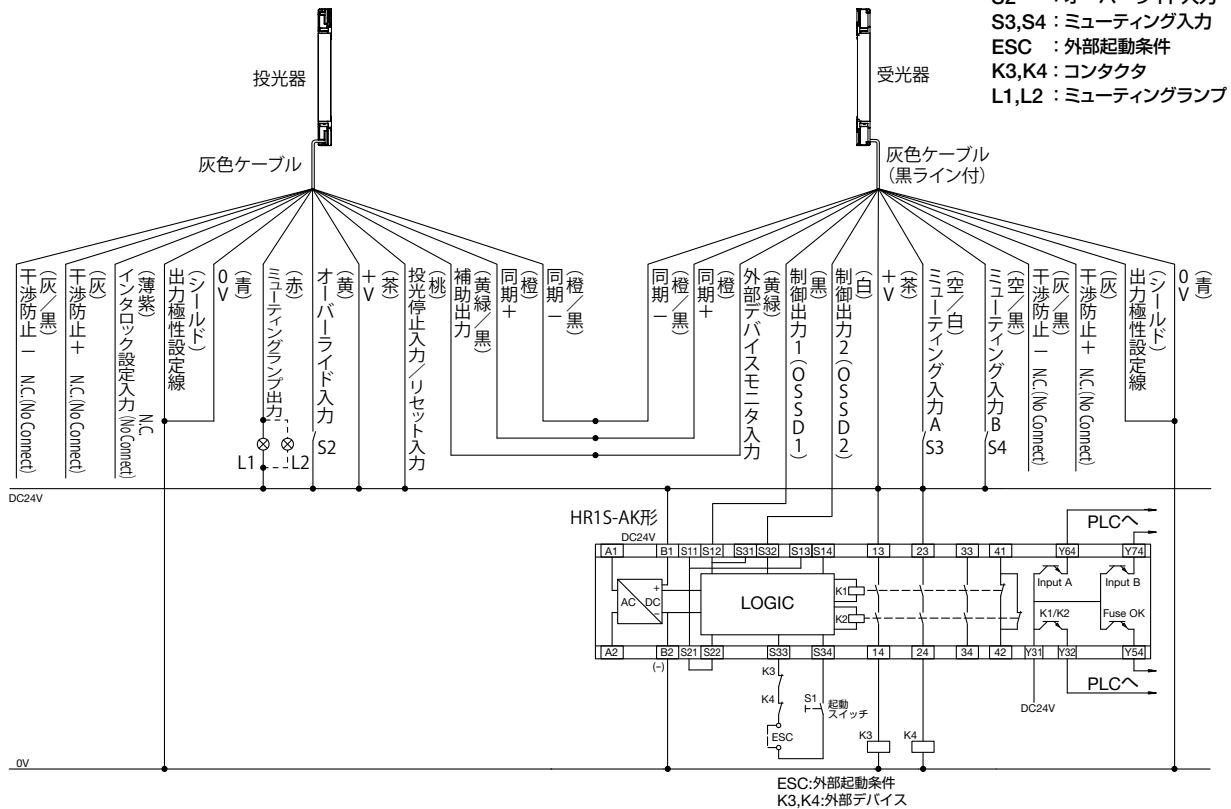 S2 :オーバーライド入力
S3,S4:ミューティング入力
ESC :外部起動条件
K3,K4:コンタクタ
L1,L2:ミューティングランプ
投光器
受光器
灰色ケーブル
灰色ケーブル
(黒ライン付)
(灰/黒)
干渉防止- N.C.(No Connect)
(灰)
干渉防止+ N.C.(No Connect)
(薄紫)
インタロック設定入力 N.C (No Connect)
(シールド)
出力極性設定線
(青)
0V
(赤)
ミューティングランプ出力
L1
L2
(黄)
オーバーライド入力
S2
(茶)
+V
(桃)
投光停止入力/リセット入力
(黄緑/黒)
補助出力
(橙)
同期+
(橙/黒)
同期-
(橙/黒)
同期-
(橙)
同期+
(黄緑)
外部デバイスモニタ入力
(黒)
制御出力1(OSSD1)
(白)
制御出力2(OSSD2)
(茶)
+V
(空/白)
ミューティング入力A
S3
(空/黒)
ミューティング入力B
S4
(灰/黒)
干渉防止- N.C.(No Connect)
(灰)
干渉防止+ N.C.(No Connect)
(シールド)
出力極性設定線
(青)
0V
DC24V
HR1S-AK形
DC24V
PLCへ
A1 B1 S11 S12 S31 S32 S13 S14 13 23 33 41 Y64 Y74
AC DC
+
-
LOGIC
K1
K2
Input A
Input B
K1/K2
Fuse OK
A2 B2 S21 S22 S33 S34 14 24 34 42 Y31 Y32 Y54
(-)
K3
K4
ESC
S1
起動
スイッチ
K3
K4
DC24V
PLCへ
0V
ESC:外部起動条件
K3,K4:外部デバイス